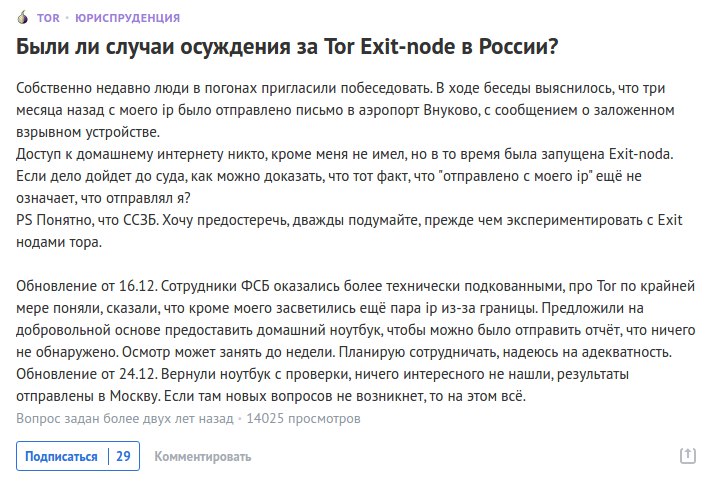 TOR • ЮРИСПРУДЕНЦИЯ
Были ли случаи осуждения за Tor Exit-node в России?
Собственно недавно люди в погонах пригласили побеседовать. В ходе беседы выяснилось, что три
месяца назад с моего ip было отправлено письмо в аэропорт Внуково, с сообщением о заложенном
взрывном устройстве.
Доступ к домашнему интернету никто, кроме меня не имел, но в то время была запущена Exit-noda.
Если дело дойдет до суда, как можно доказать, что тот факт, что "отправлено с моего ip" ещё не
означает, что отправлял я?
PS Понятно, что ССЗБ. Хочу предостеречь, дважды подумайте, прежде чем экспериментировать с Exit
нодами тора.
Обновление от 16.12. Сотрудники ФСБ оказались более технически подкованными, про Tor по крайней
мере поняли, сказали, что кроме моего засветились ещё пара ip из-за границы. Предложили на
добровольной основе предоставить домашний ноутбук, чтобы можно было отправить отчёт, что ничего
не обнаружено. Осмотр может занять до недели. Планирую сотрудничать, надеюсь на адекватность.
Обновление от 24.12. Вернули ноутбук с проверки, ничего интересного не нашли, результаты
отправлены в Москву. Если там новых вопросов не возникнет, то на этом всё.
Вопрос задан более двух лет назад • 14025 просмотров
Подписаться 29 Комментировать